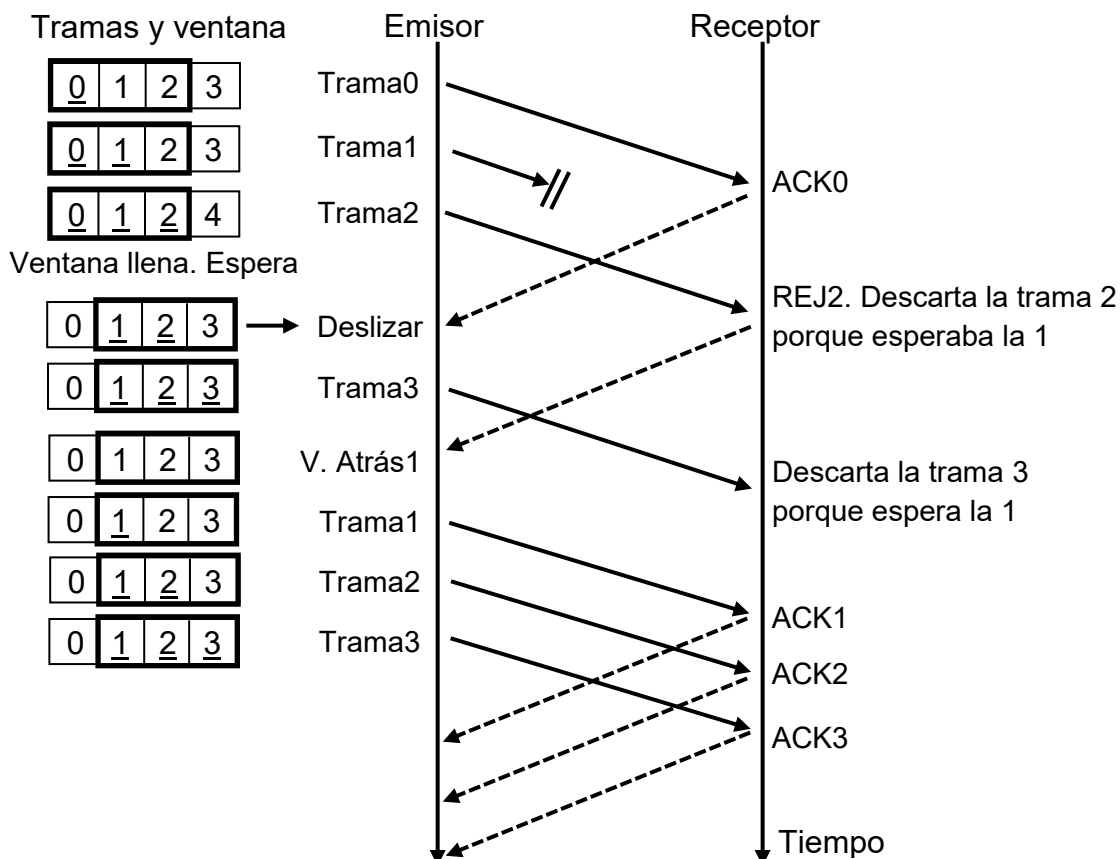 Tramas y ventana Emisor Receptor
0 1 2 3 Trama0
0 1 2 3 Trama1
ACK0
0 1 2 4 Trama2
Ventana llena. Espera
REJ2. Descarta la trama 2
0 1 2 3 Deslizar
porque esperaba la 1
0 1 2 3 Trama3
0 1 2 3 V. Atrás1
Descarta la trama 3
porque espera la 1
0 1 2 3 Trama1
0 1 2 3 Trama2
ACK1
0 1 2 3 Trama3
ACK2
ACK3
Tiempo